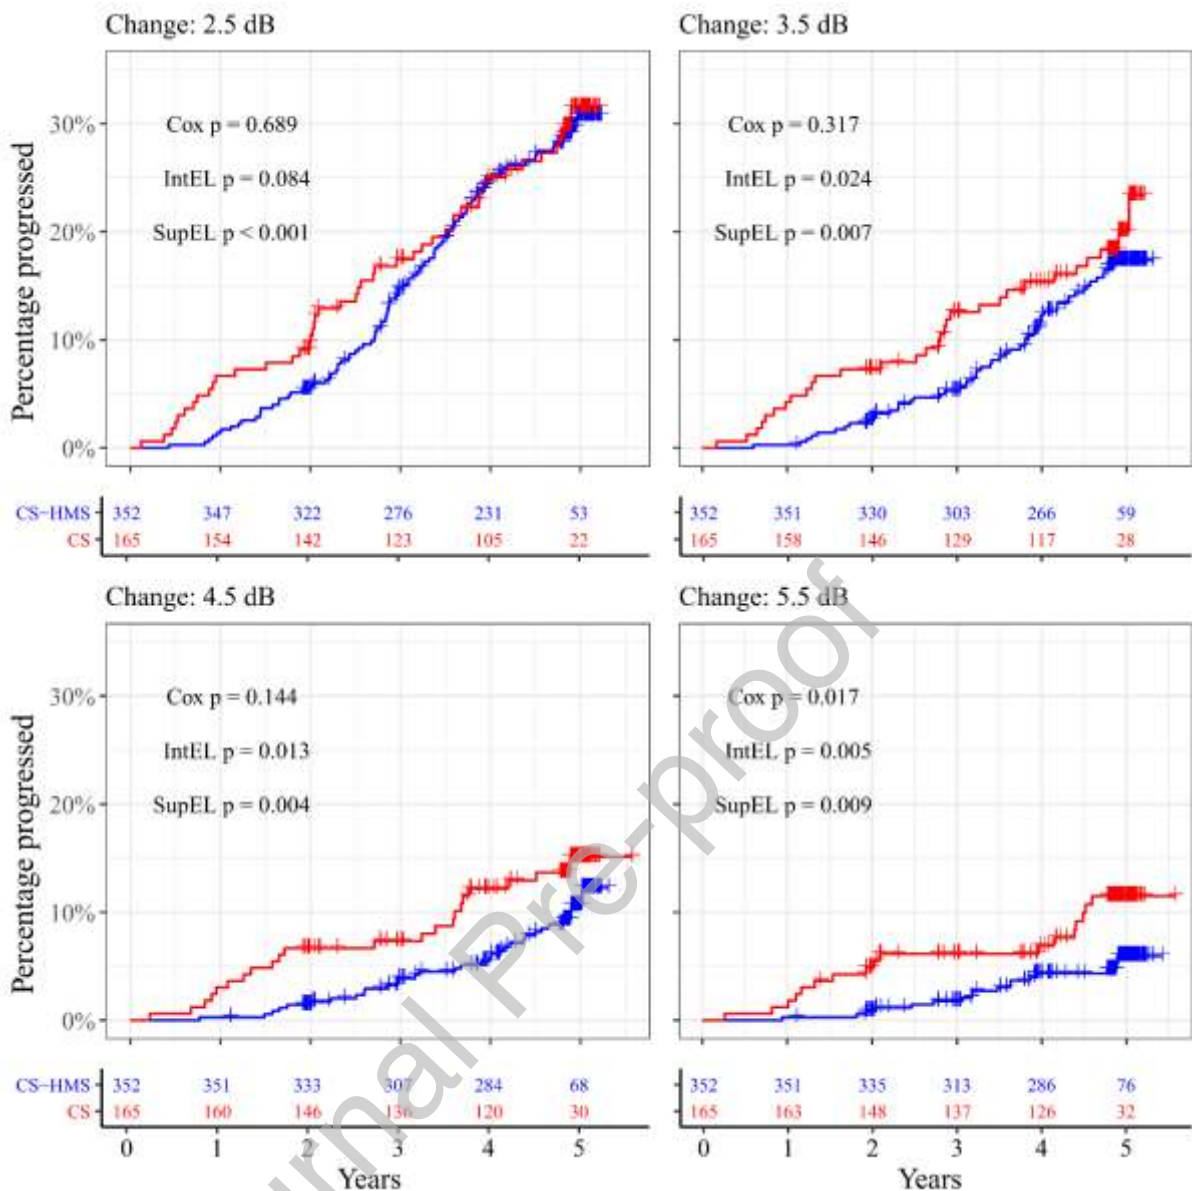 Change: 2.5 dB
Change: 3.5 dB
Percentage progressed
30%
20%
10%
0%
Cox p = 0.689
IntEL p = 0.084
SupEL p < 0.001
Cox p = 0.317
IntEL p = 0.024
SupEL p = 0.007
CS-HMS 352 347 322 276 231 53
CS 165 154 142 123 105 22
352 351 330 303 266 59
165 158 146 129 117 28
Change: 4.5 dB
Change: 5.5 dB
Percentage progressed
30%
20%
10%
0%
Cox p = 0.144
IntEL p = 0.013
SupEL p = 0.004
Cox p = 0.017
IntEL p = 0.005
SupEL p = 0.009
CS-HMS 352 351 333 307 284 68
CS 165 160 146 136 120 30
352 351 335 313 286 76
165 163 148 137 126 32
0 1 2 3 4 5
0 1 2 3 4 5
Years
Years
urnal Pre-proof